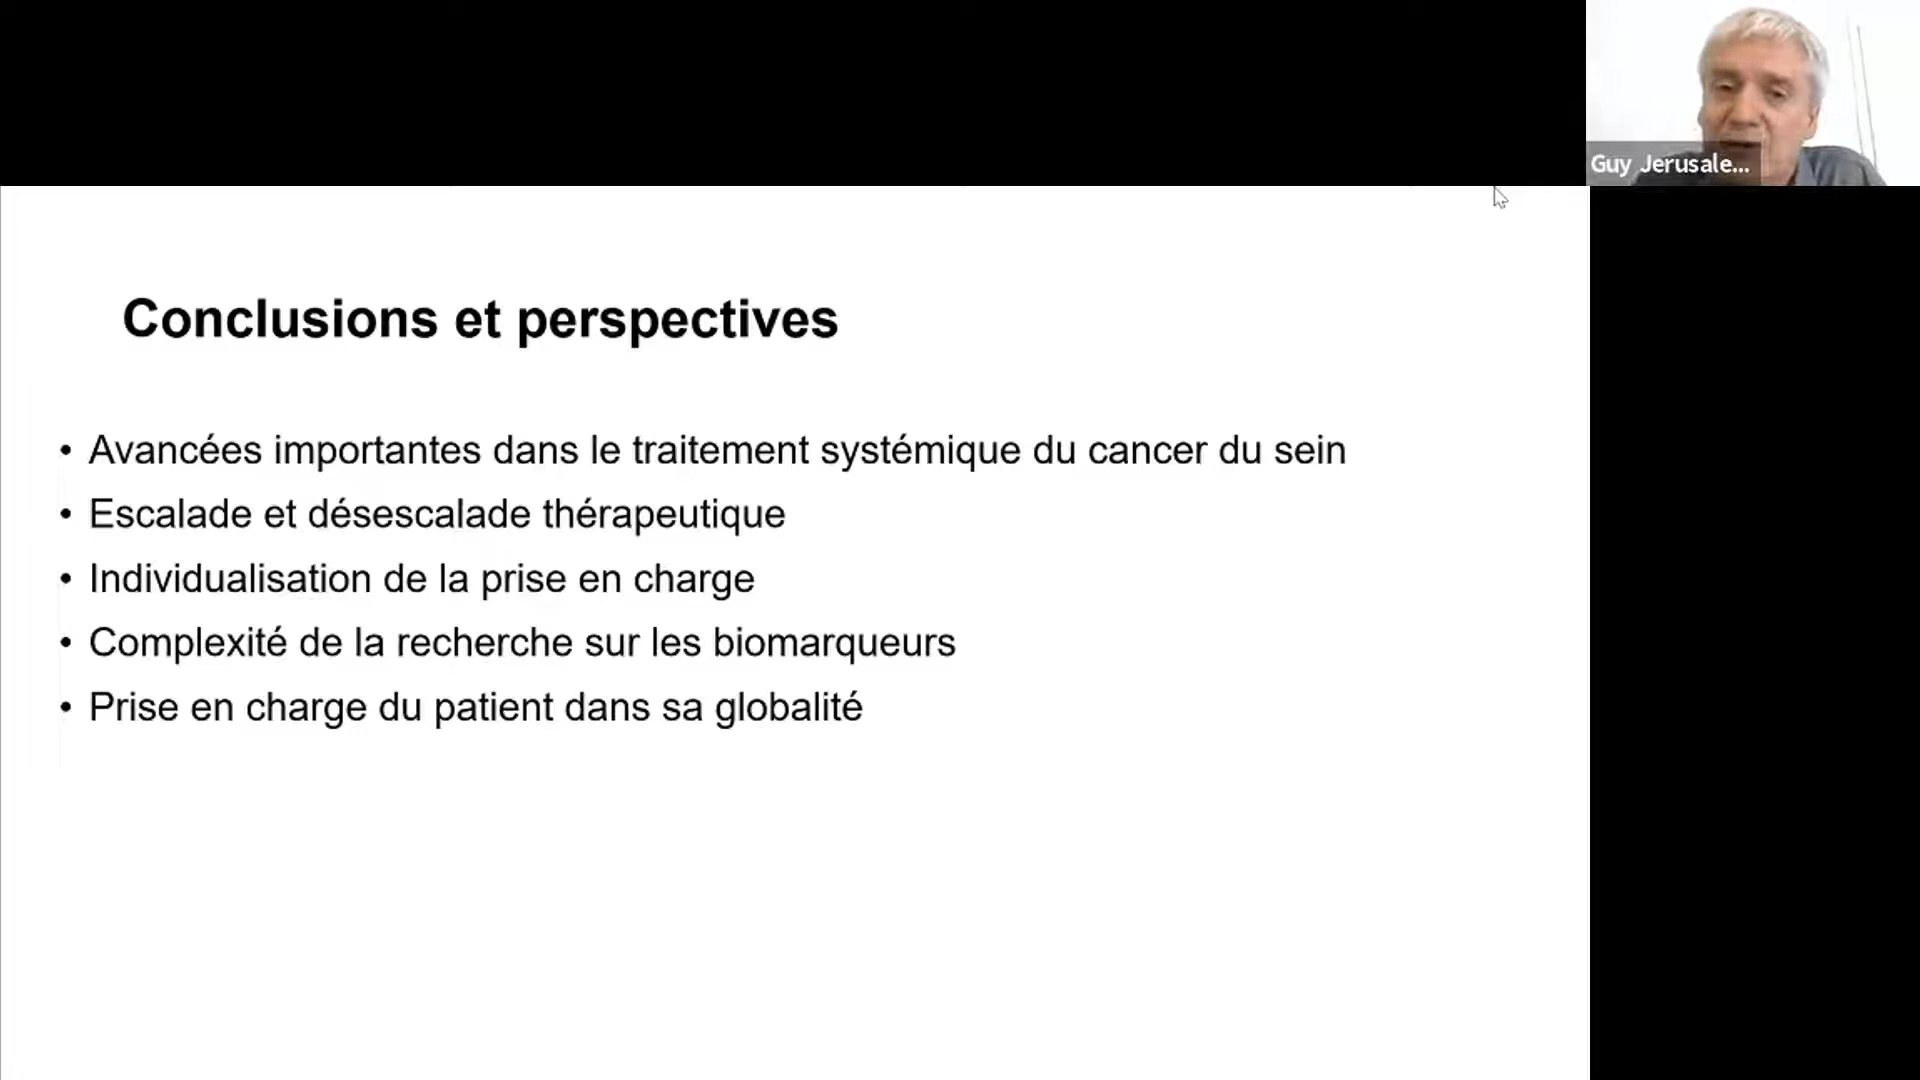 Guy Jerusale...
Conclusions et perspectives
• Avancées importantes dans le traitement systémique du cancer du sein
• Escalade et désescalade thérapeutique
• Individualisation de la prise en charge
• Complexité de la recherche sur les biomarqueurs
• Prise en charge du patient dans sa globalité